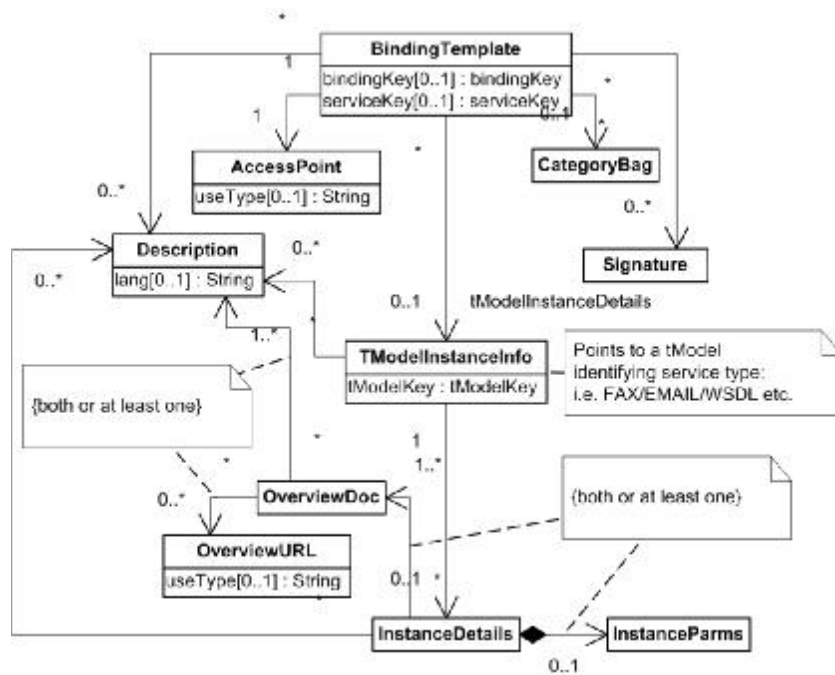 *
BindingTemplate
1
bindingKey[0..1] : bindingKey
*
serviceKey[0..1] : serviceKey
0..1
1
*
*
AccessPoint
CategoryBag
useType[0..1] : String
0..*
0..*
Description
0..*
Signature
0..*
lang[0..1] : String
0..1
tModelInstanceDetails
*
1..*
TModelInstanceInfo
Points to a tModel
tModelKey : tModelKey
identifying service type:
i.e. FAX/EMAIL/WSDL etc.
{both or at least one}
*
1
*
1..*
0..*
OverviewDoc
{both or at least one}
OverviewURL
useType[0..1] : String
0..1
*
InstanceDetails
InstanceParms
0..1